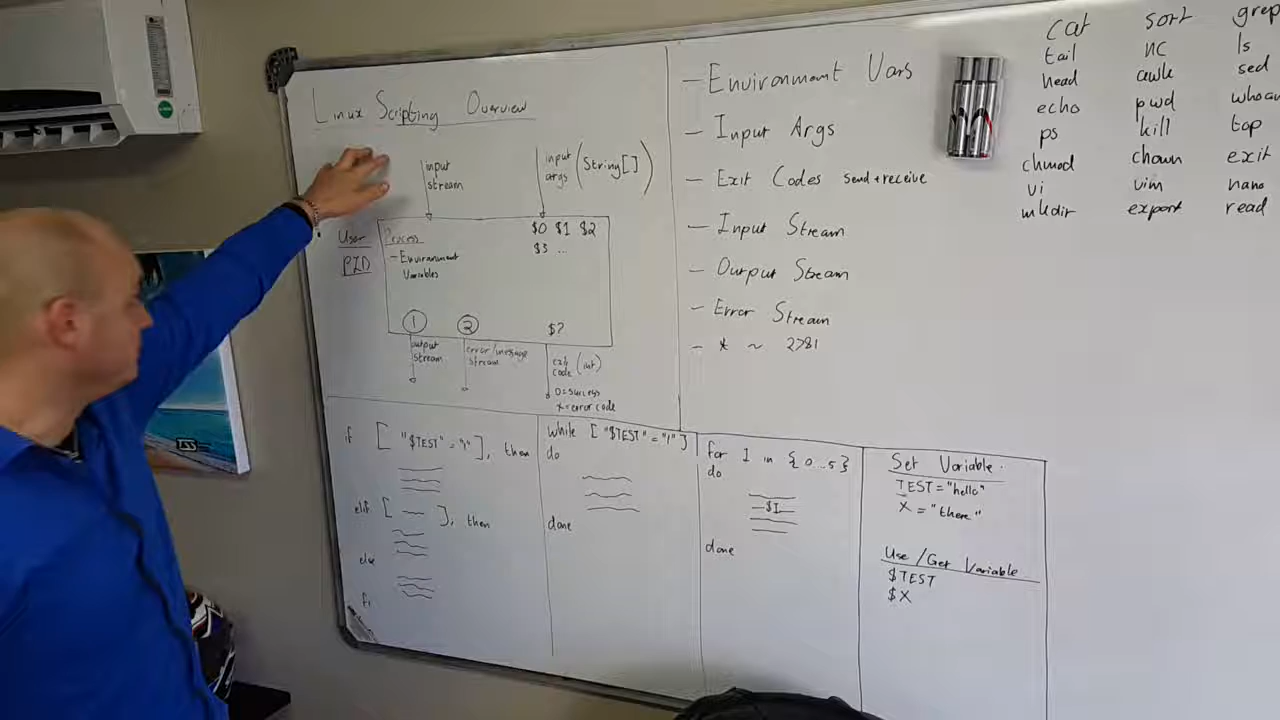 Linux Scripting Overview
input
stream
input
args (String[])
User
PID
Process
- Environment
Variables
$0 $1 $2
$3 ...
1 2 $?
output
stream
error/message
stream
exit
code (int)
0=success
x=error code
- Environment Vars
- Input Args
- Exit Codes send+receive
- Input Stream
- Output Stream
- Error Stream
- * ~ 2>&1
cat sort grep
tail nc ls
head awk sed
echo pwd
ps kill top
chmod chown exit
vi vim nano
mkdir export read
if [ "$TEST"="1" ], then
elif [ ], then
else
fi
while ["$TEST"="1"]
do
done
for I in {0...5}
do
$I
done
Set Variable
TEST="hello"
X="there"
Use/Get Variable
$TEST
$X
TSS